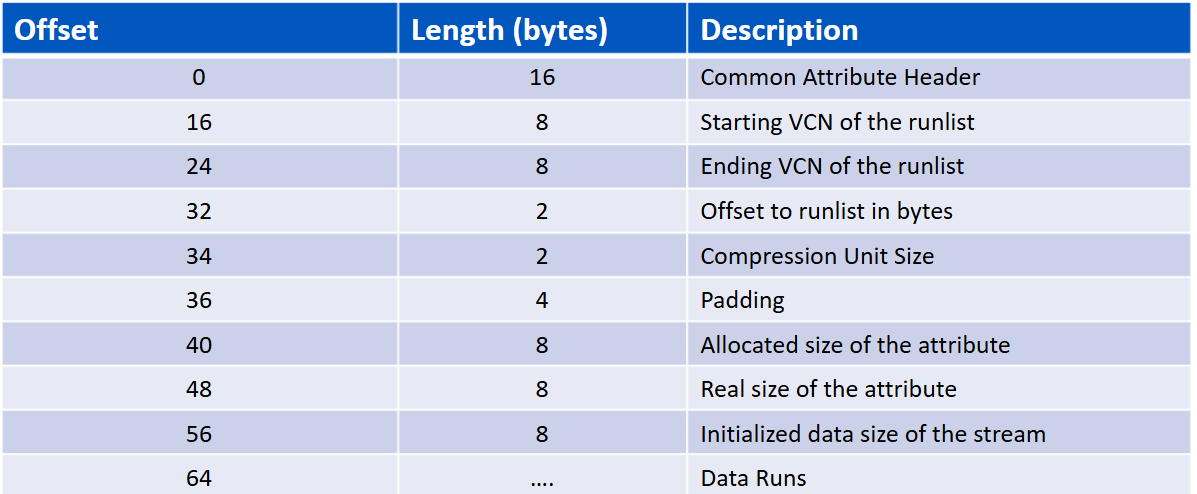 Offset Length (bytes) Description
0 16 Common Attribute Header
16 8 Starting VCN of the runlist
24 8 Ending VCN of the runlist
32 2 Offset to runlist in bytes
34 2 Compression Unit Size
36 4 Padding
40 8 Allocated size of the attribute
48 8 Real size of the attribute
56 8 Initialized data size of the stream
64 .... Data Runs